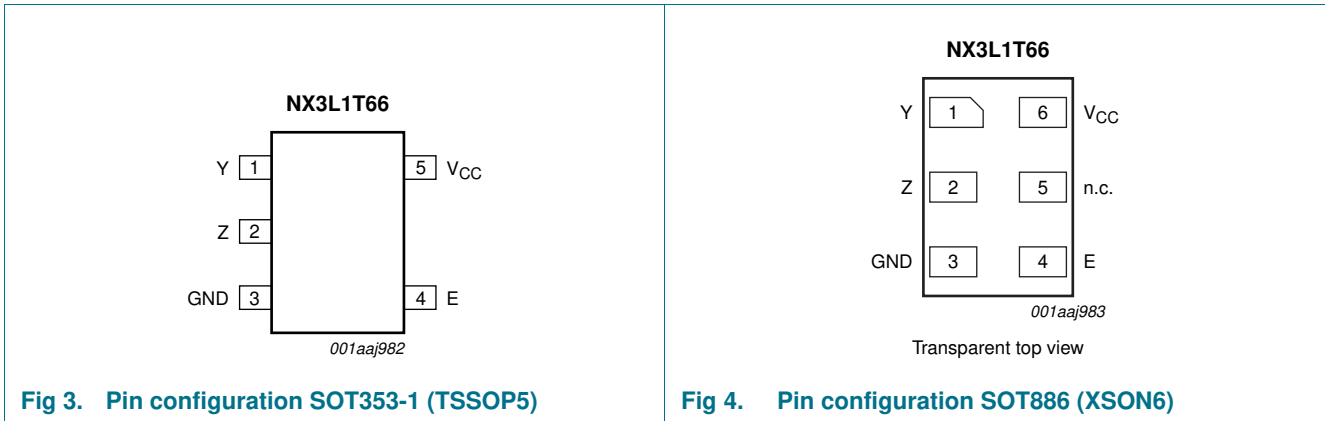 NX3L1T66
Y 1 5 VCC
Z 2
GND 3 4 E
001aaj982
Fig 3. Pin configuration SOT353-1 (TSSOP5)
NX3L1T66
Y 1 6 VCC
Z 2 5 n.c.
GND 3 4 E
001aaj983
Transparent top view
Fig 4. Pin configuration SOT886 (XSON6)